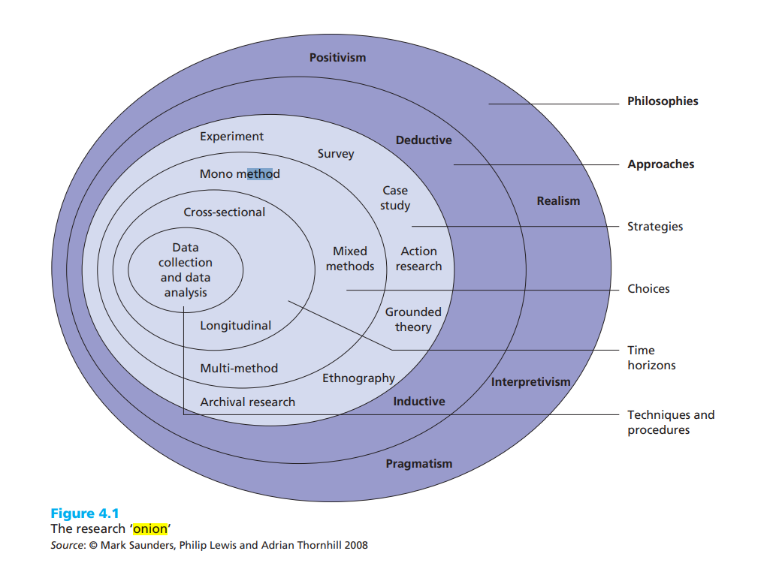 Positivism
Philosophies
Experiment
Deductive
Survey
Approaches
Mono method
Case
study
Realism
Cross-sectional
Strategies
Data
collection
and data
analysis
Mixed
methods
Action
research
Choices
Grounded
theory
Longitudinal
Time
horizons
Multi-method
Ethnography
Interpretivism
Archival research
Inductive
Techniques and
procedures
Pragmatism
Figure 4.1
The research ‘onion’
Source: © Mark Saunders, Philip Lewis and Adrian Thornhill 2008